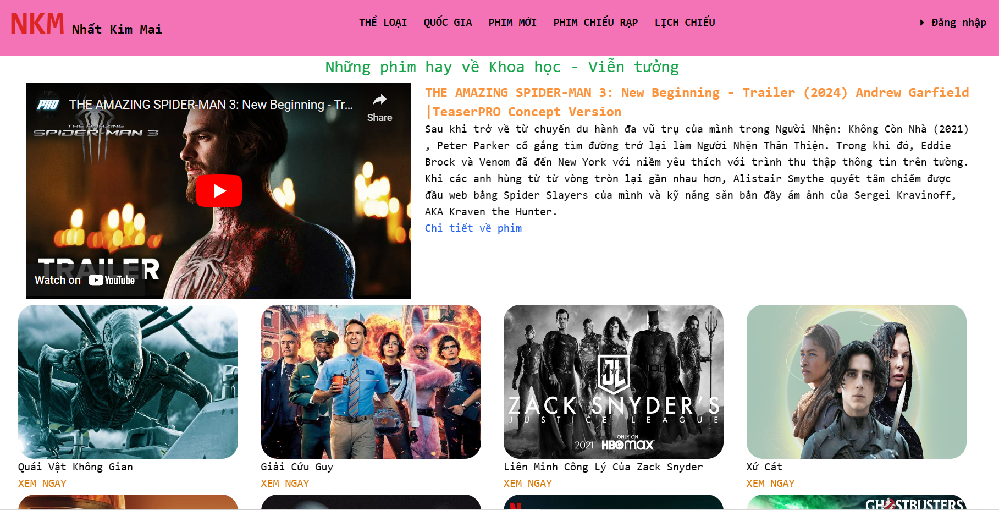 NKM Nhất Kim Mai
THỂ LOẠI QUỐC GIA PHIM MỚI PHIM CHIẾU RẠP LỊCH CHIẾU
Đăng nhập
Những phim hay về Khoa học - Viễn tưởng
PRO THE AMAZING SPIDER-MAN 3: New Beginning - Tr...
Share
THE AMAZING
SPIDER-MAN 3
TRAILER
Watch on YouTube
THE AMAZING SPIDER-MAN 3: New Beginning - Trailer (2024) Andrew Garfield
|TeaserPRO Concept Version
Sau khi trở về từ chuyến du hành đa vũ trụ của mình trong Người Nhện: Không Còn Nhà (2021)
, Peter Parker cố gắng tìm đường trở lại làm Người Nhện Thân Thiện. Trong khi đó, Eddie
Brock và Venom đã đến New York với niềm yêu thích với trình thu thập thông tin trên tường.
Khi các anh hùng từ từ vòng tròn lại gần nhau hơn, Alistair Smythe quyết tâm chiếm được
đầu web bằng Spider Slayers của mình và kỹ năng săn bắn đầy ám ảnh của Sergei Kravinoff,
AKA Kraven the Hunter.
Chi tiết về phim
JL
ZACK SNYDER'S
JUSTICE LEAGUE
2021 ONLY ON
HBOMAX
Quái Vật Không Gian
XEM NGAY
Giải Cứu Guy
XEM NGAY
Liên Minh Công Lý Của Zack Snyder
XEM NGAY
Xứ Cát
XEM NGAY
N
GHOSTBUSTERS